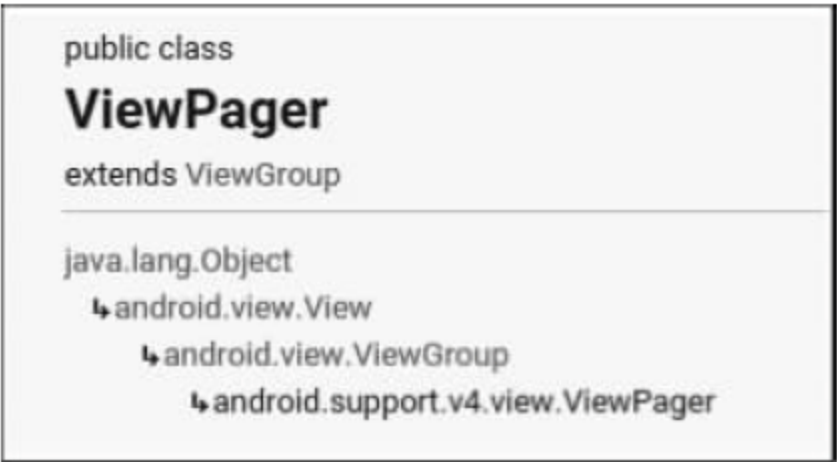 public class
ViewPager
extends ViewGroup
java.lang.Object
↳android.view.View
↳android.view.ViewGroup
↳android.support.v4.view.ViewPager